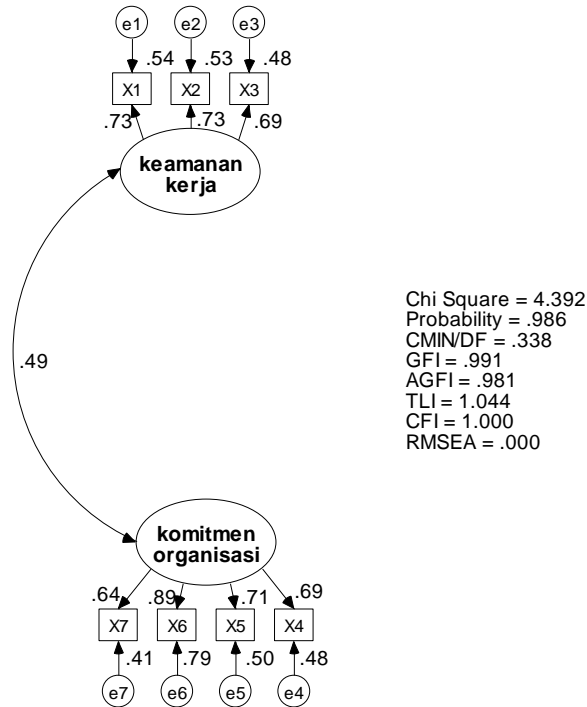 e1 e2 e3
.54 .53 .48
X1 X2 X3
.73 .73 .69
keamanan
kerja
.49
Chi Square = 4.392
Probability = .986
CMIN/DF = .338
GFI = .991
AGFI = .981
TLI = 1.044
CFI = 1.000
RMSEA = .000
komitmen
organisasi
.64 .89 .71 .69
X7 X6 X5 X4
.41 .79 .50 .48
e7 e6 e5 e4